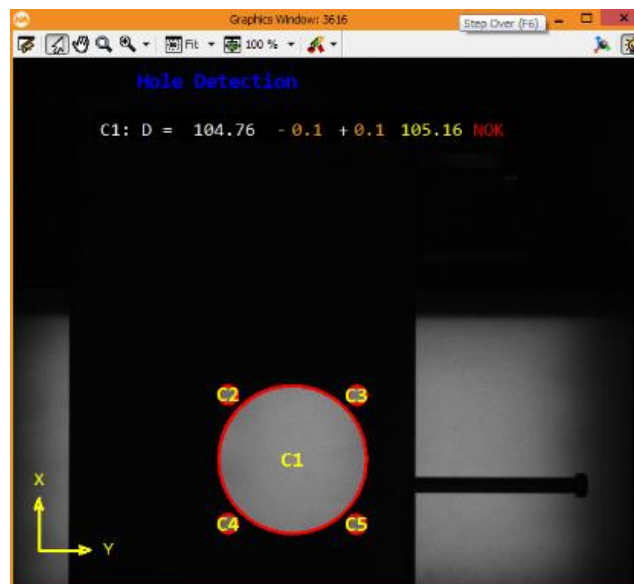 Graphics Window: 3616
Step Over (F6)
Fit
100 %
Hole Detection
C1: D = 104.76 -0.1 +0.1 105.16 NOK
C2
C3
C1
C4
C5
X
Y